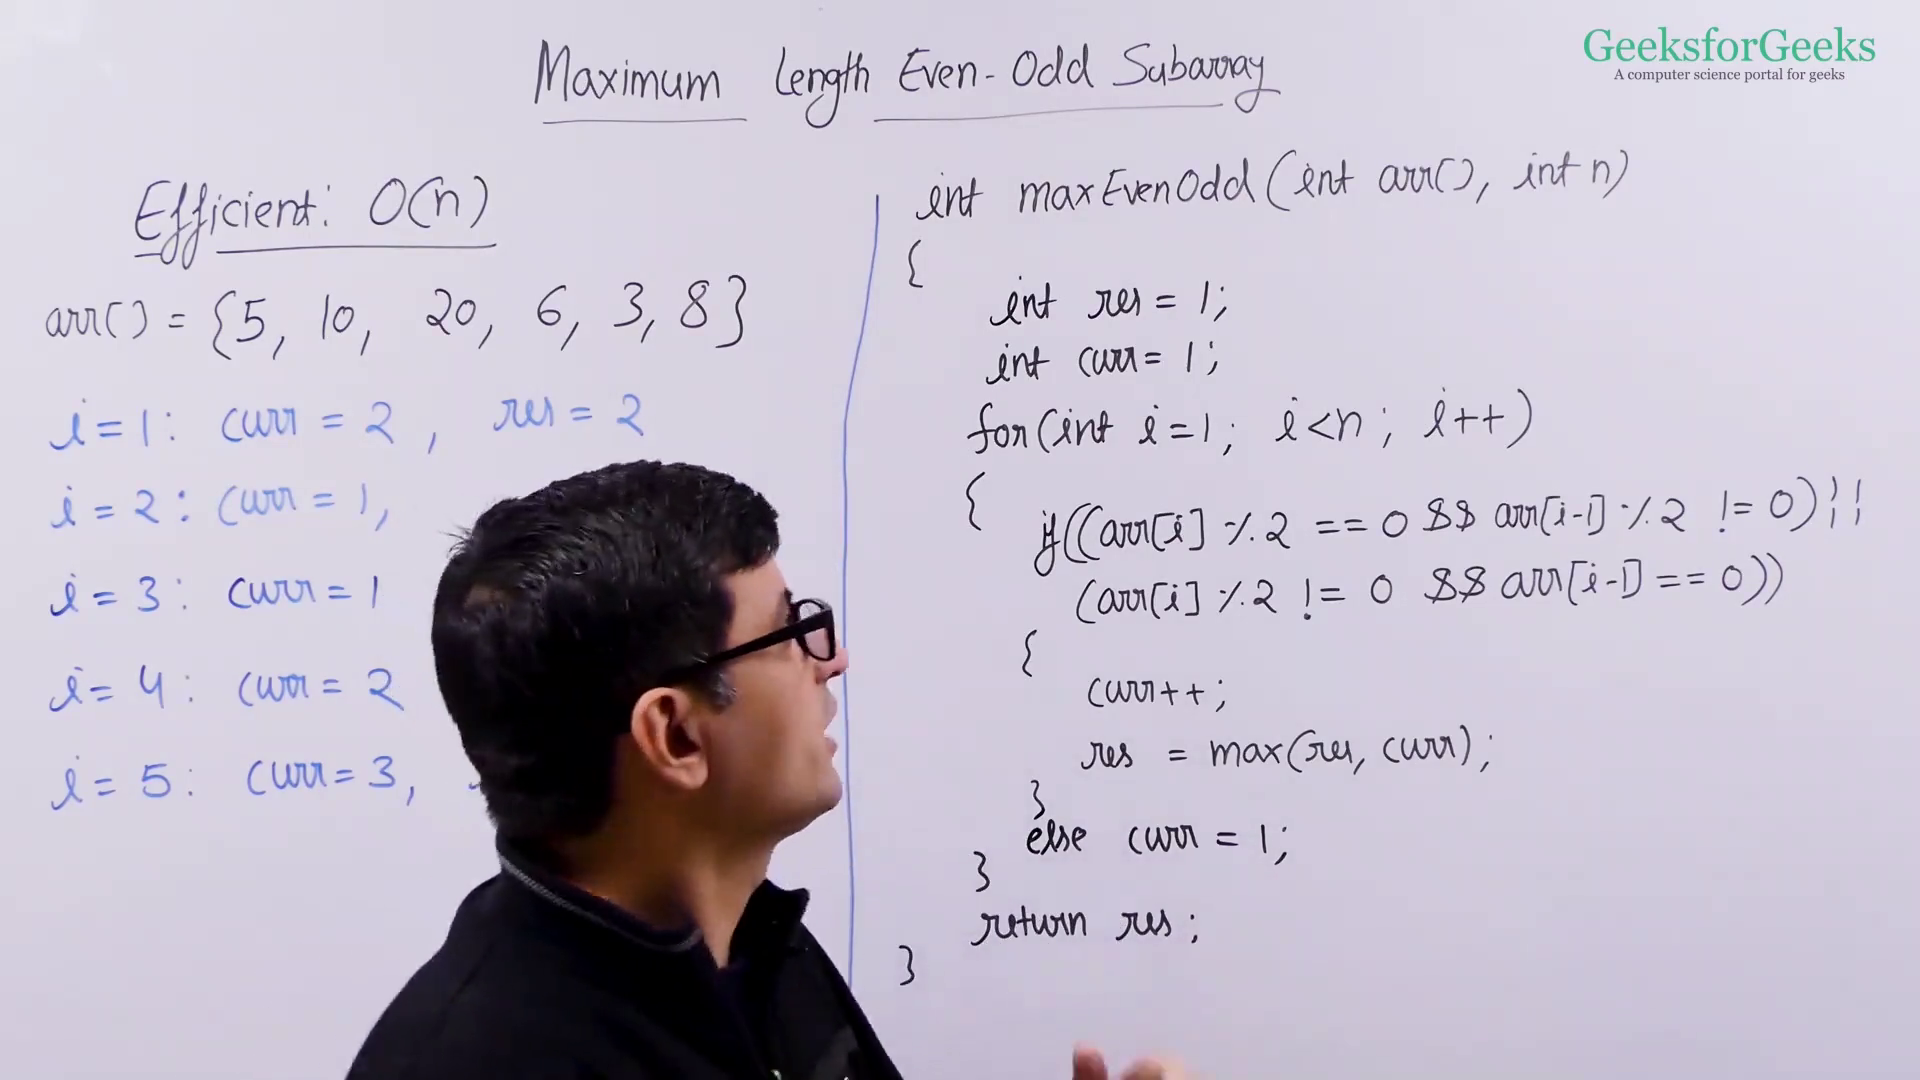 Maximum Length Even-Odd Subarray
GeeksforGeeks
A computer science portal for geeks
Efficient: O(n)
arr[] = {5, 10, 20, 6, 3, 8}
i=1: curr = 2, res = 2
i = 2: curr = 1,
i = 3: curr = 1
i = 4: curr = 2
i = 5: curr = 3,
int maxEvenOdd(int arr[], int n)
{
int res = 1;
int curr = 1;
for(int i=1; i<n; i++)
{
if((arr[i] % 2 == 0 && arr[i-1] % 2 != 0) ||
(arr[i] % 2 != 0 && arr[i-1] == 0))
{
curr++;
res = max(res, curr);
}
else curr = 1;
}
return res;
}